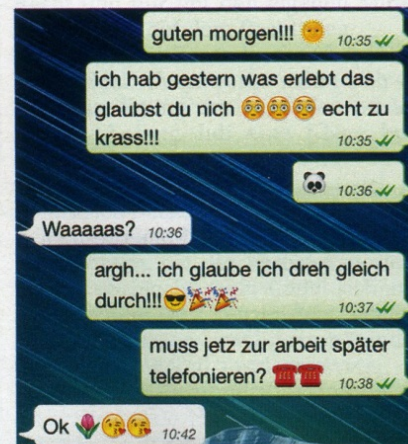 guten morgen!!! 🌞 10:35
ich hab gestern was erlebt das
glaubst du nich 😳😳😳 echt zu
krass!!! 10:35
🐼 10:36
Waaaaas? 10:36
argh... ich glaube ich dreh gleich
durch!!!😎🎉🎉 10:37
muss jetz zur arbeit später
telefonieren? ☎️☎️ 10:38
Ok 🌷😘😘 10:42